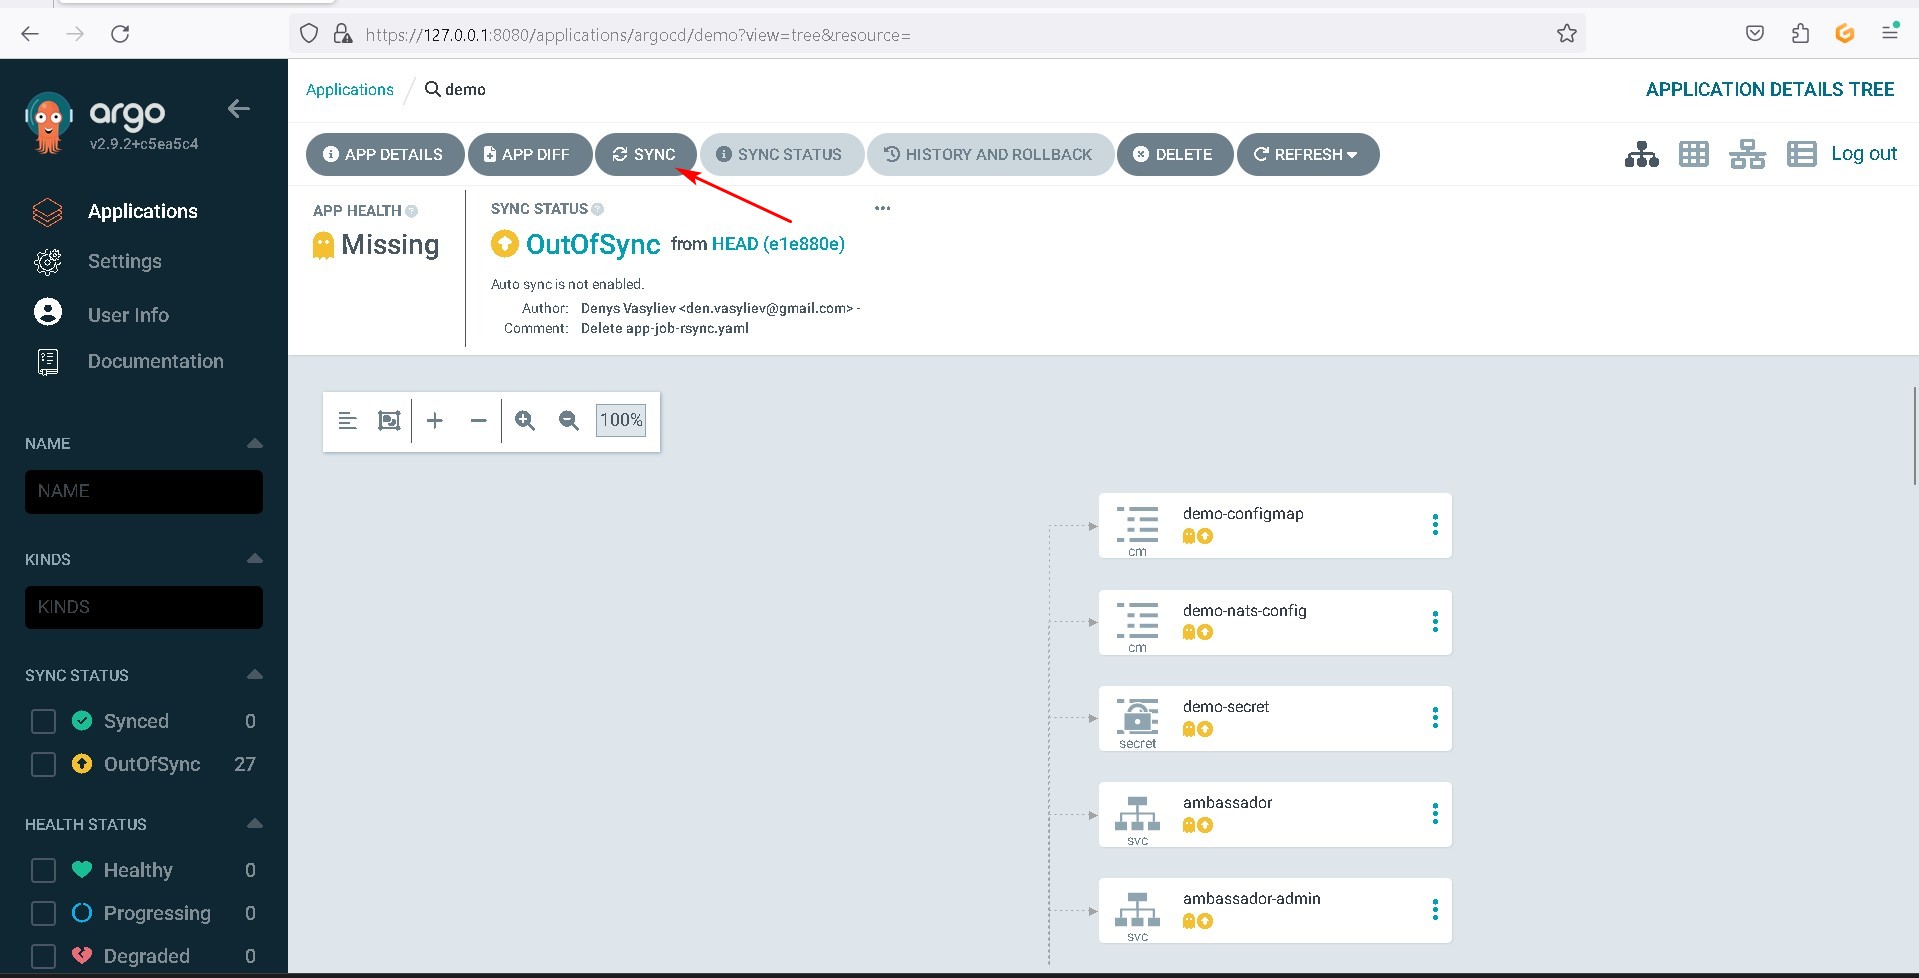 https://127.0.0.1:8080/applications/argocd/demo?view=tree&resource=
argo
v2.9.2+c5ea5c4
Applications
Settings
User Info
Documentation
NAME
NAME
KINDS
KINDS
SYNC STATUS
Synced 0
OutOfSync 27
HEALTH STATUS
Healthy 0
Progressing 0
Degraded 0
Applications / demo
APPLICATION DETAILS TREE
APP DETAILS APP DIFF SYNC SYNC STATUS HISTORY AND ROLLBACK DELETE REFRESH
Log out
APP HEALTH
Missing
SYNC STATUS
OutOfSync from HEAD (e1e880e)
Auto sync is not enabled.
Author: Denys Vasyliev <den.vasyliev@gmail.com> -
Comment: Delete app-job-rsync.yaml
100%
demo-configmap
cm
demo-nats-config
cm
demo-secret
secret
ambassador
svc
ambassador-admin
svc